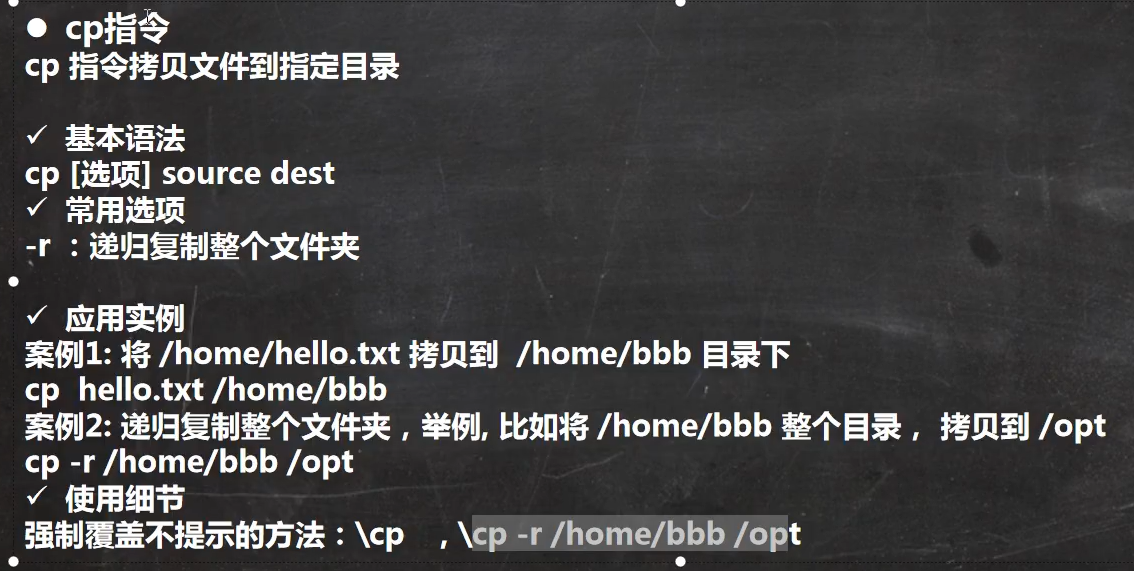 ● cp指令
cp 指令拷贝文件到指定目录
✓ 基本语法
cp [选项] source dest
✓ 常用选项
-r ：递归复制整个文件夹
✓ 应用实例
案例1: 将 /home/hello.txt 拷贝到 /home/bbb 目录下
cp hello.txt /home/bbb
案例2: 递归复制整个文件夹，举例, 比如将 /home/bbb 整个目录， 拷贝到 /opt
cp -r /home/bbb /opt
✓ 使用细节
强制覆盖不提示的方法：\cp , \cp -r /home/bbb /opt